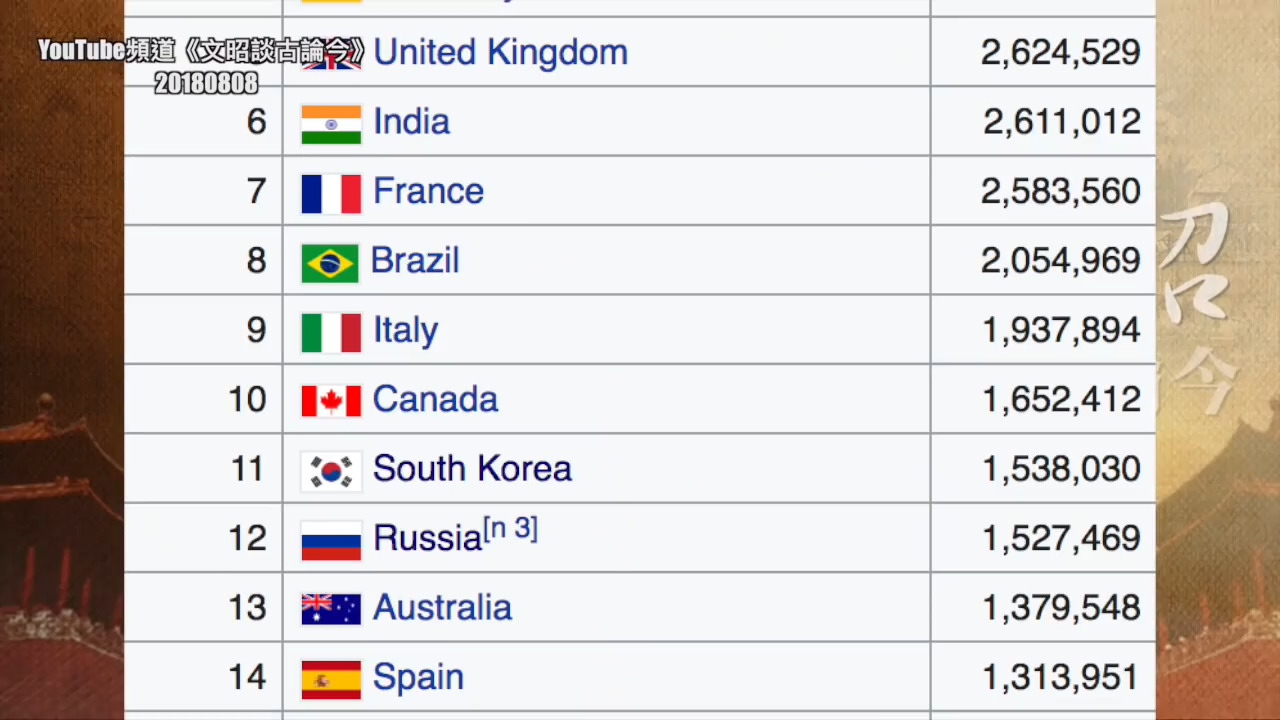 YouTube頻道《文昭談古論今》
20180808
United Kingdom 2,624,529
6 India 2,611,012
7 France 2,583,560
8 Brazil 2,054,969
9 Italy 1,937,894
10 Canada 1,652,412
11 South Korea 1,538,030
12 Russia[n 3] 1,527,469
13 Australia 1,379,548
14 Spain 1,313,951
今